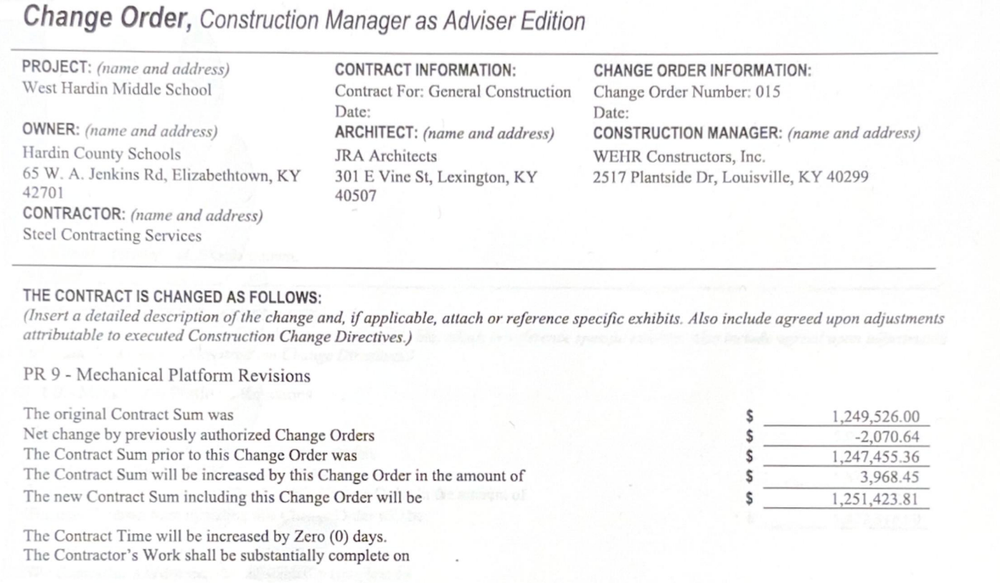 Change Order, Construction Manager as Adviser Edition
PROJECT: (name and address)
West Hardin Middle School
OWNER: (name and address)
Hardin County Schools
65 W. A. Jenkins Rd, Elizabethtown, KY
42701
CONTRACTOR: (name and address)
Steel Contracting Services
CONTRACT INFORMATION:
Contract For: General Construction
Date:
ARCHITECT: (name and address)
JRA Architects
301 E Vine St, Lexington, KY
40507
CHANGE ORDER INFORMATION:
Change Order Number: 015
Date:
CONSTRUCTION MANAGER: (name and address)
WEHR Constructors, Inc.
2517 Plantside Dr, Louisville, KY 40299
THE CONTRACT IS CHANGED AS FOLLOWS:
(Insert a detailed description of the change and, if applicable, attach or reference specific exhibits. Also include agreed upon adjustments
attributable to executed Construction Change Directives.)
PR 9 - Mechanical Platform Revisions
The original Contract Sum was $ 1,249,526.00
Net change by previously authorized Change Orders $ -2,070.64
The Contract Sum prior to this Change Order was $ 1,247,455.36
The Contract Sum will be increased by this Change Order in the amount of $ 3,968.45
The new Contract Sum including this Change Order will be $ 1,251,423.81
The Contract Time will be increased by Zero (0) days.
The Contractor's Work shall be substantially complete on .